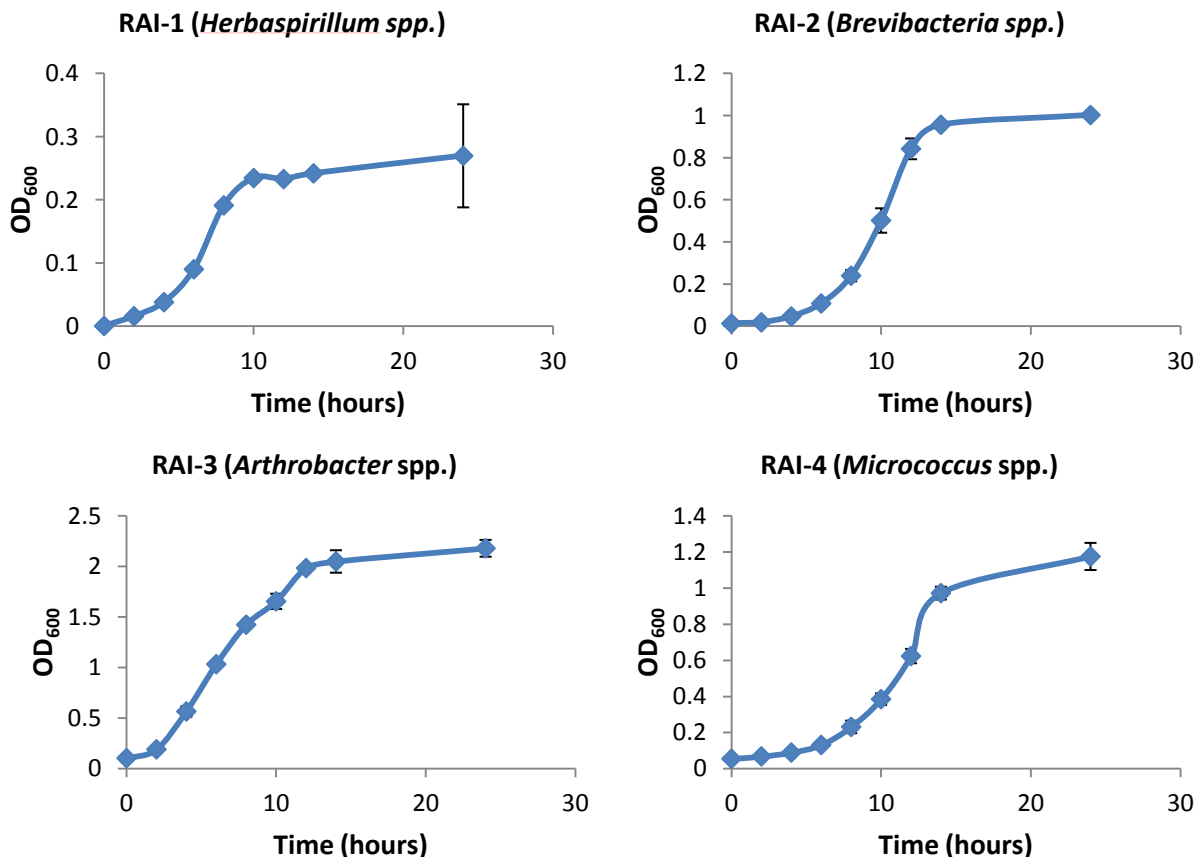 RAI-1 (Herbaspirillum spp.)
0.4
0.3
0.2
0.1
0
OD600
0 10 20 30
Time (hours)
RAI-2 (Brevibacteria spp.)
1.2
1
0.8
0.6
0.4
0.2
0
OD600
0 10 20 30
Time (hours)
RAI-3 (Arthrobacter spp.)
2.5
2
1.5
1
0.5
0
OD600
0 10 20 30
Time (hours)
RAI-4 (Micrococcus spp.)
1.4
1.2
1
0.8
0.6
0.4
0.2
0
OD600
0 10 20 30
Time (hours)